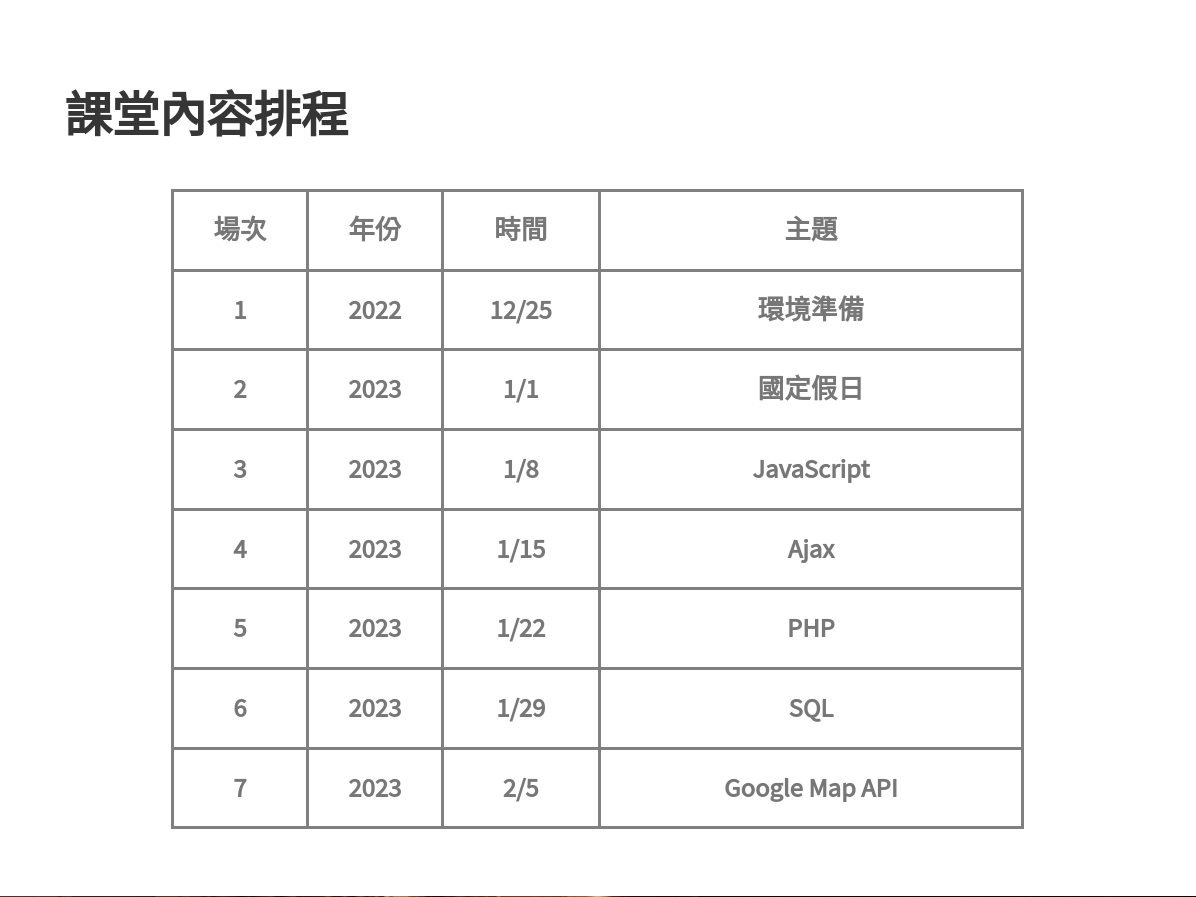 課堂內容排程
場次 年份 時間 主題
1 2022 12/25 環境準備
2 2023 1/1 國定假日
3 2023 1/8 JavaScript
4 2023 1/15 Ajax
5 2023 1/22 PHP
6 2023 1/29 SQL
7 2023 2/5 Google Map API